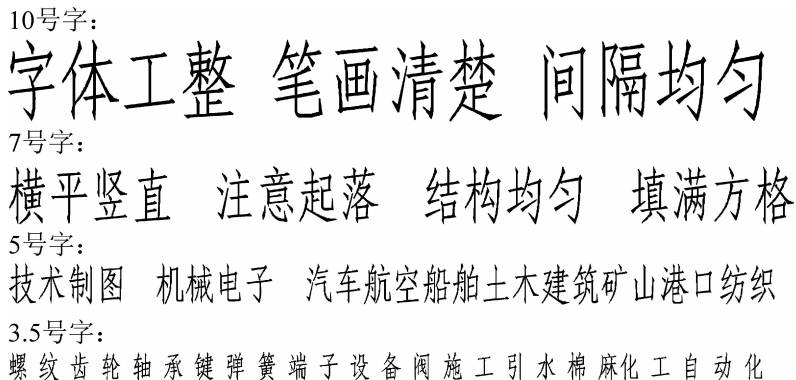 10号字：
字体工整 笔画清楚 间隔均匀
7号字：
横平竖直 注意起落 结构均匀 填满方格
5号字：
技术制图 机械电子 汽车航空船舶土木建筑矿山港口纺织
3.5号字：
螺纹齿轮轴承键弹簧端子设备阀施工引水棉麻化工自动化